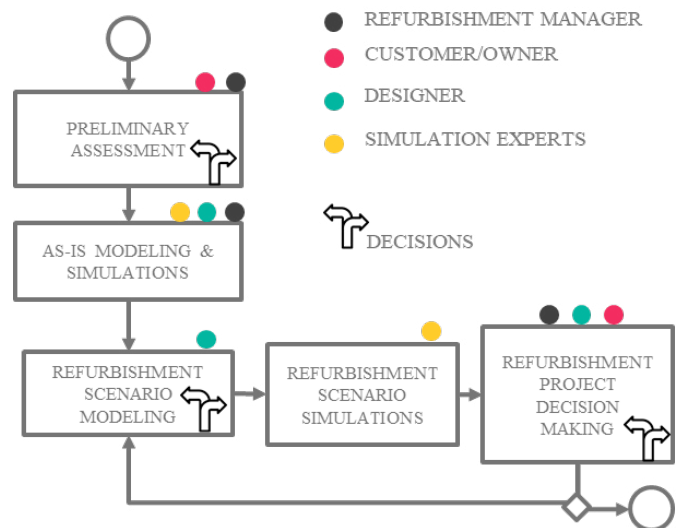 REFURBISHMENT MANAGER
CUSTOMER/OWNER
DESIGNER
SIMULATION EXPERTS
DECISIONS
PRELIMINARY
ASSESSMENT
AS-IS MODELING &
SIMULATIONS
REFURBISHMENT
SCENARIO
MODELING
REFURBISHMENT
SCENARIO
SIMULATIONS
REFURBISHMENT
PROJECT
DECISION
MAKING